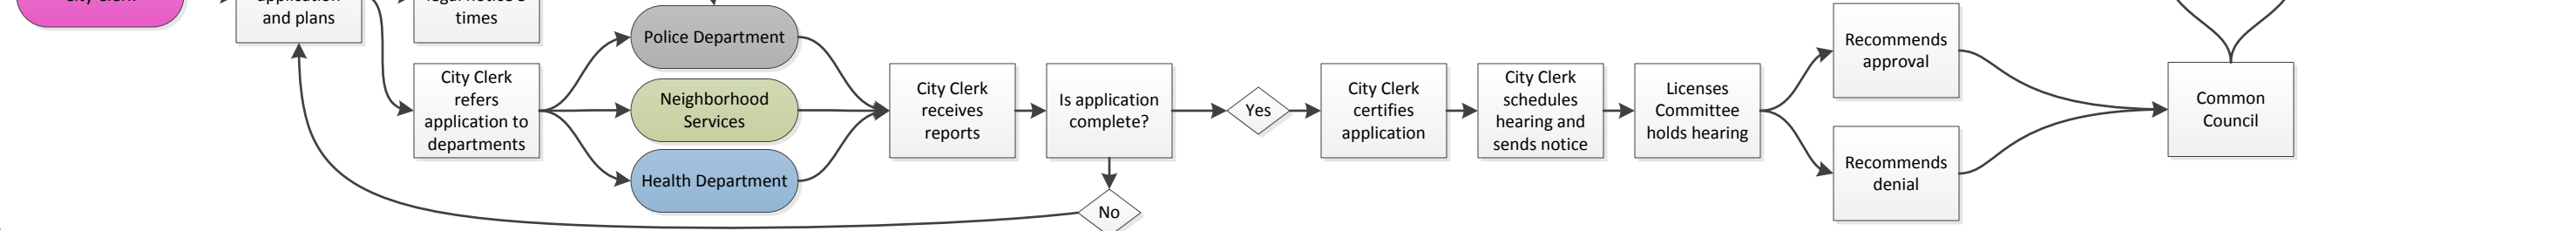 and plans
times
City Clerk
refers
application to
departments
Police Department
Neighborhood
Services
Health Department
City Clerk
receives
reports
Is application
complete?
Yes
No
City Clerk
certifies
application
City Clerk
schedules
hearing and
sends notice
Licenses
Committee
holds hearing
Recommends
approval
Recommends
denial
Common
Council